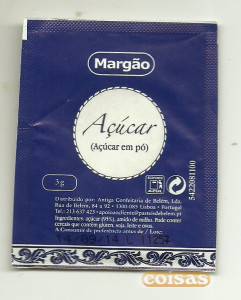 Margão
Açúcar
(Açúcar em pó)
3g
5422081100
Distribuído por: Antiga Confeitaria de Belém, Lda.
Rua de Belém, 84 a 92 • 1300-085 Lisboa • Portugal
Tel.: 213 637 423 • apoioaocliente@pasteisdebelem.pt
Ingredientes: açúcar (95%), amido de milho. Pode conter
cereais que contêm glúten, soja, leite e ovos.
A Consumir de preferência antes de / Lote:
coisas